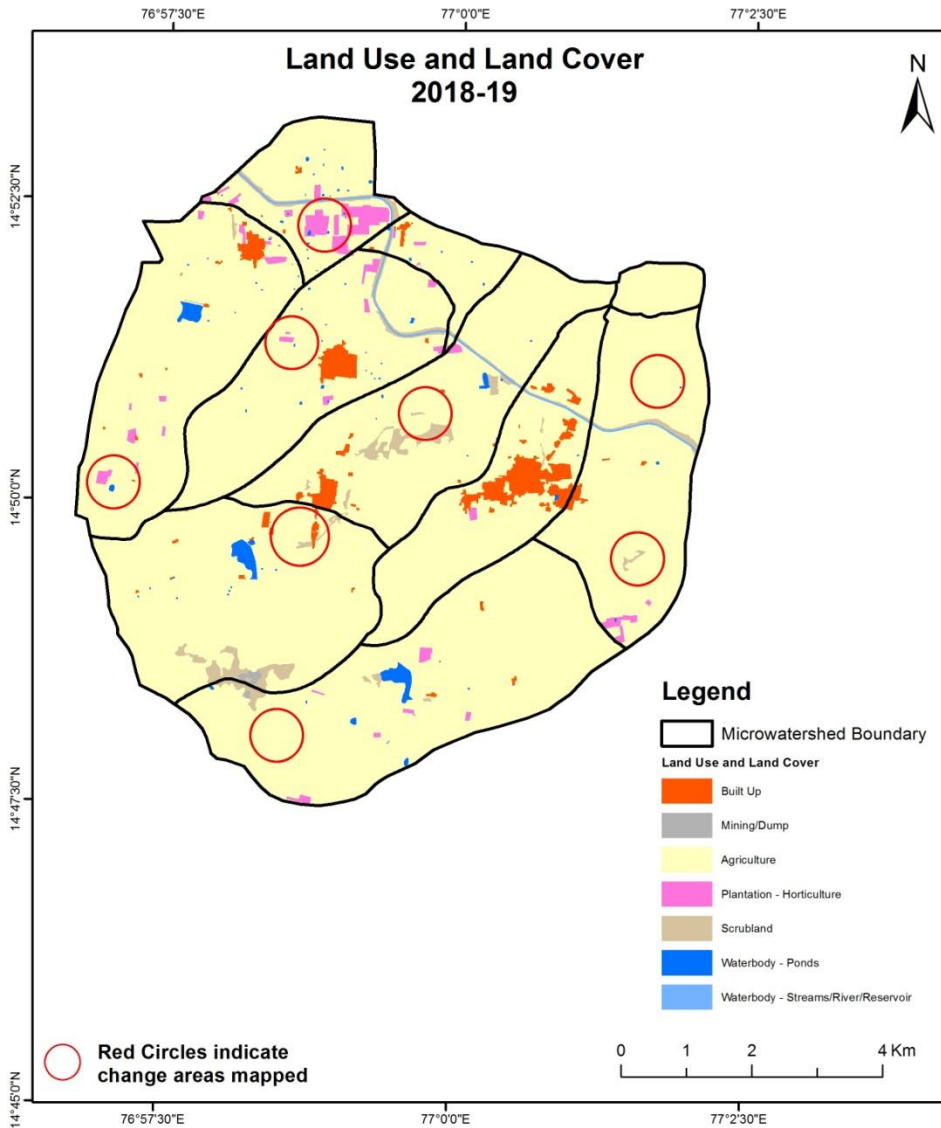 76°57'30"E
77°0'0"E
77°2'30"E
Land Use and Land Cover
2018-19
N
14°52'30"N
14°50'0"N
14°47'30"N
14°45'0"N
Legend
Microwatershed Boundary
Land Use and Land Cover
Built Up
Mining/Dump
Agriculture
Plantation - Horticulture
Scrubland
Waterbody - Ponds
Waterbody - Streams/River/Reservoir
Red Circles indicate
change areas mapped
0 1 2 4 Km
76°57'30"E
77°0'0"E
77°2'30"E